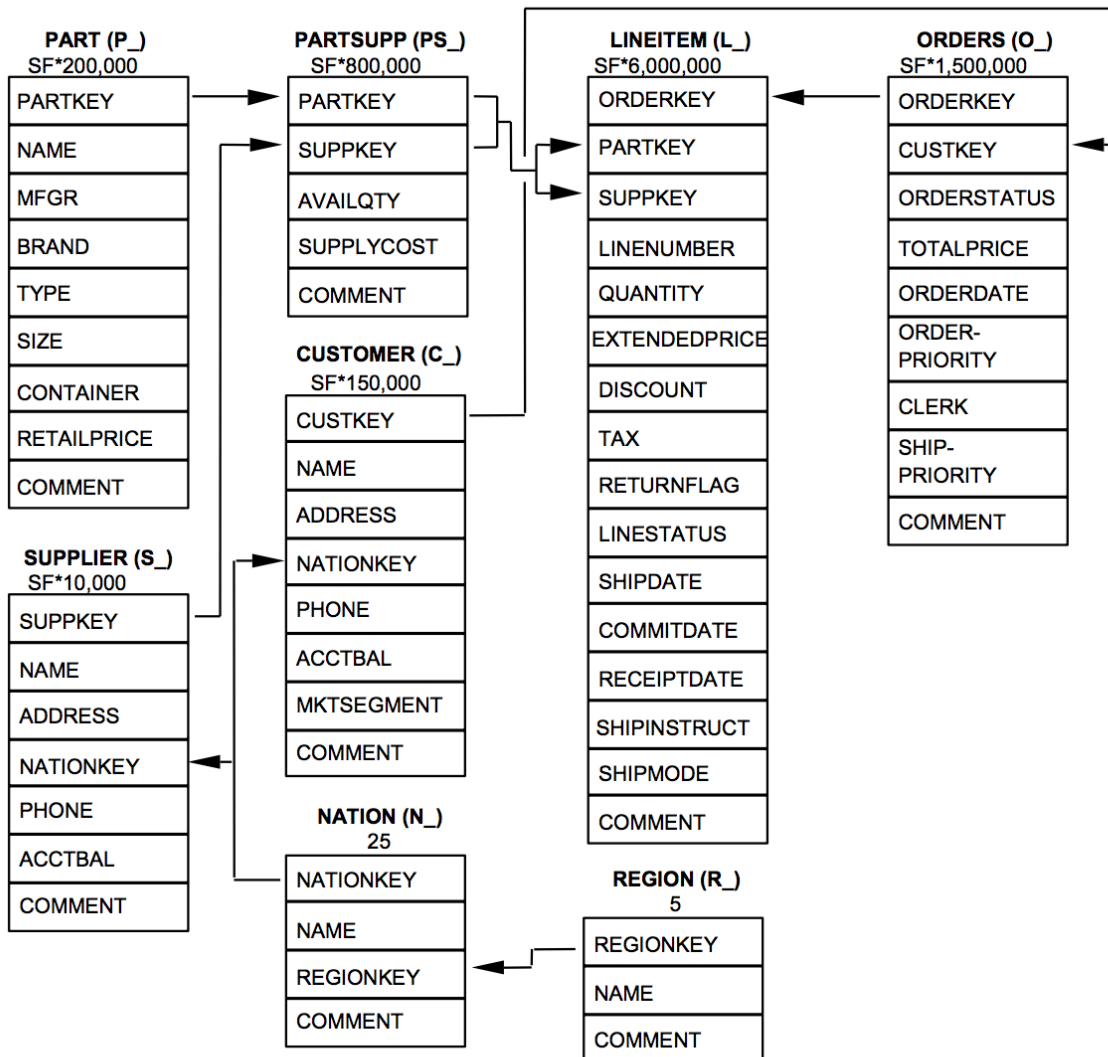 PART (P_)
SF*200,000
PARTKEY
NAME
MFGR
BRAND
TYPE
SIZE
CONTAINER
RETAILPRICE
COMMENT
SUPPLIER (S_)
SF*10,000
SUPPKEY
NAME
ADDRESS
NATIONKEY
PHONE
ACCTBAL
COMMENT
PARTSUPP (PS_)
SF*800,000
PARTKEY
SUPPKEY
AVAILQTY
SUPPLYCOST
COMMENT
CUSTOMER (C_)
SF*150,000
CUSTKEY
NAME
ADDRESS
NATIONKEY
PHONE
ACCTBAL
MKTSEGMENT
COMMENT
NATION (N_)
25
NATIONKEY
NAME
REGIONKEY
COMMENT
LINEITEM (L_)
SF*6,000,000
ORDERKEY
PARTKEY
SUPPKEY
LINENUMBER
QUANTITY
EXTENDEDPRICE
DISCOUNT
TAX
RETURNFLAG
LINESTATUS
SHIPDATE
COMMITDATE
RECEIPTDATE
SHIPINSTRUCT
SHIPMODE
COMMENT
REGION (R_)
5
REGIONKEY
NAME
COMMENT
ORDERS (O_)
SF*1,500,000
ORDERKEY
CUSTKEY
ORDERSTATUS
TOTALPRICE
ORDERDATE
ORDER-
PRIORITY
CLERK
SHIP-
PRIORITY
COMMENT